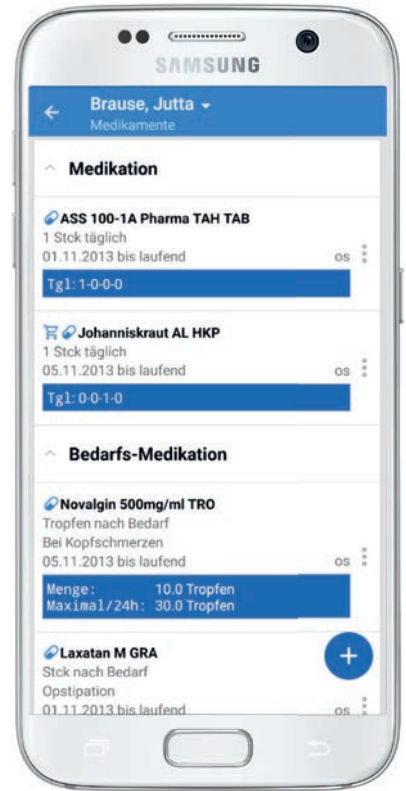 SAMSUNG
Brause, Jutta
Medikamente
Medikation
ASS 100-1A Pharma TAH TAB
1 Stck täglich
01.11.2013 bis laufend os
Tgl: 1-0-0-0
Johanniskraut AL HKP
1 Stck täglich
05.11.2013 bis laufend os
Tgl: 0-0-1-0
Bedarfs-Medikation
Novalgin 500mg/ml TRO
Tropfen nach Bedarf
Bei Kopfschmerzen
05.11.2013 bis laufend os
Menge: 10.0 Tropfen
Maximal/24h: 30.0 Tropfen
Laxatan M GRA
Stck nach Bedarf
Opstipation
01.11.2013 bis laufend os